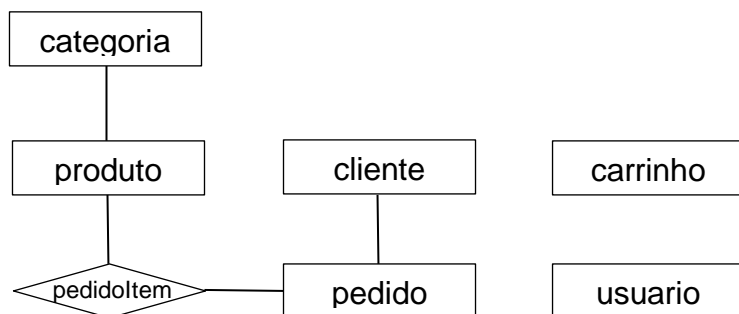 categoria
produto
cliente
carrinho
pedidoItem
pedido
usuario